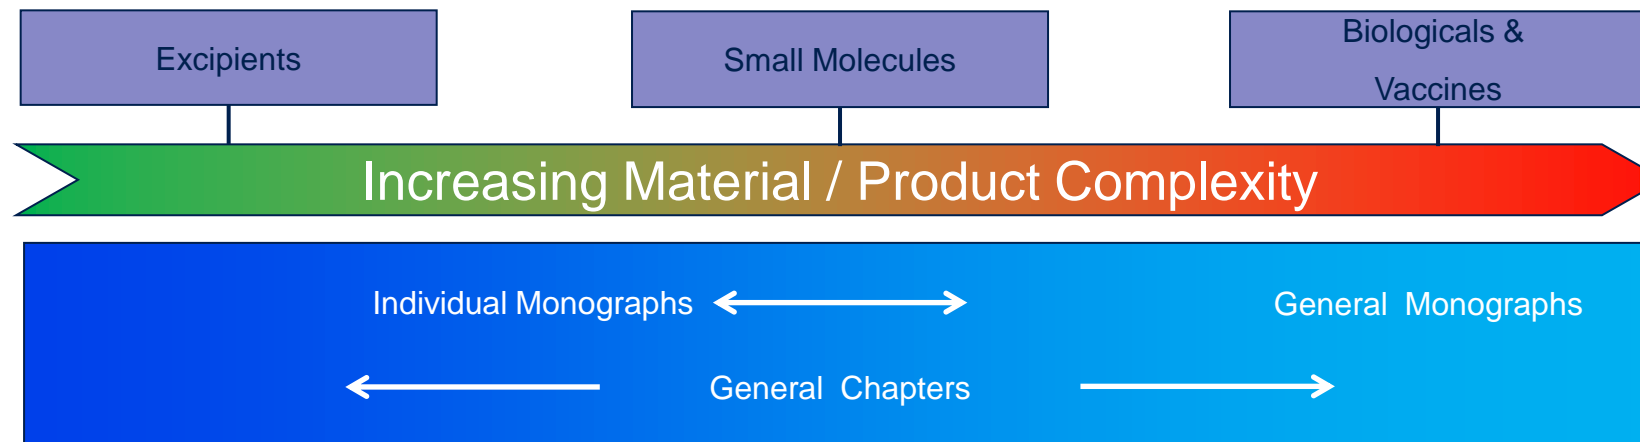 Excipients
Small Molecules
Biologicals &
Vaccines
Increasing Material / Product Complexity
Individual Monographs
General Monographs
General Chapters